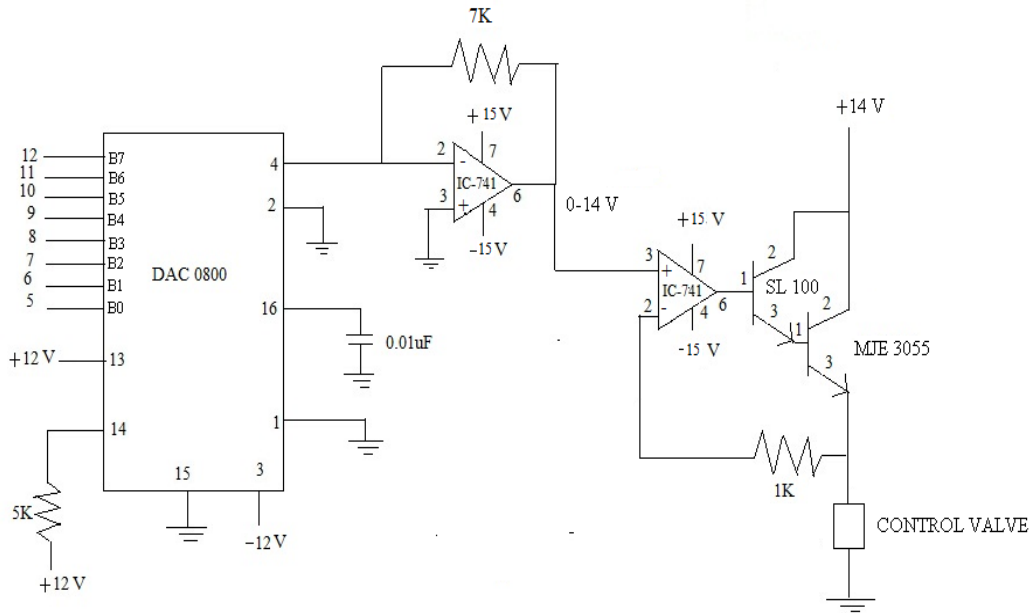 7K
+15 V
2
-
7
IC-741
3
+
4
6
-15 V
0-14 V
+14 V
12
B7
11
B6
10
B5
9
B4
8
B3
7
B2
6
B1
5
B0
DAC 0800
4
2
16
0.01uF
+12 V
13
1
14
15
3
5K
-12 V
+12 V
+15 V
3
+
7
IC-741
2
-
4
6
-15 V
1
2
SL 100
3
1
2
MJE 3055
3
1K
CONTROL VALVE